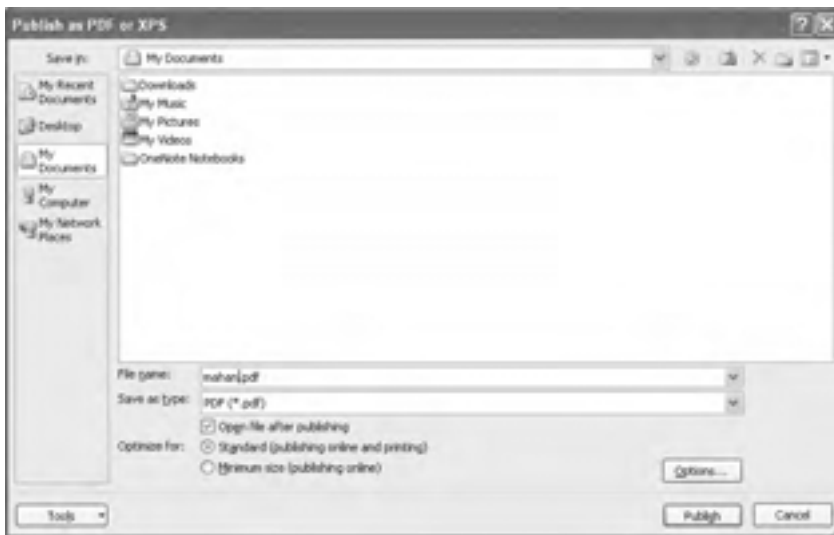 Publish as PDF or XPS
Save in:
My Documents
My Recent Documents
Desktop
My Documents
My Computer
My Network Places
Downloads
My Music
My Pictures
My Videos
OneNote Notebooks
File name:
mahani.pdf
Save as type:
PDF (*.pdf)
Open file after publishing
Optimize for:
Standard (publishing online and printing)
Minimum size (publishing online)
Options...
Tools
Publish
Cancel